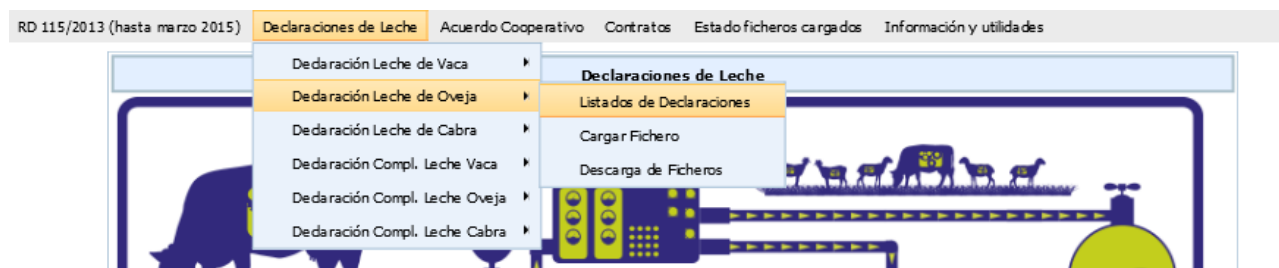 RD 115/2013 (hasta marzo 2015) Declaraciones de Leche Acuerdo Cooperativo Contratos Estado ficheros cargados Información y utilidades
Declaración Leche de Vaca
Declaración Leche de Oveja
Declaración Leche de Cabra
Declaración Compl. Leche Vaca
Declaración Compl. Leche Oveja
Declaración Compl. Leche Cabra
Declaraciones de Leche
Listados de Declaraciones
Cargar Fichero
Descarga de Ficheros